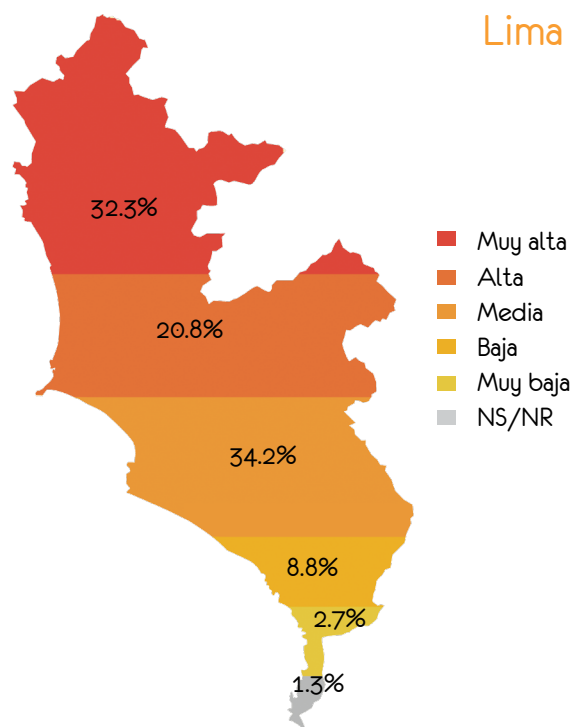 Lima
32.3%
20.8%
34.2%
8.8%
2.7%
1.3%
Muy alta
Alta
Media
Baja
Muy baja
NS/NR